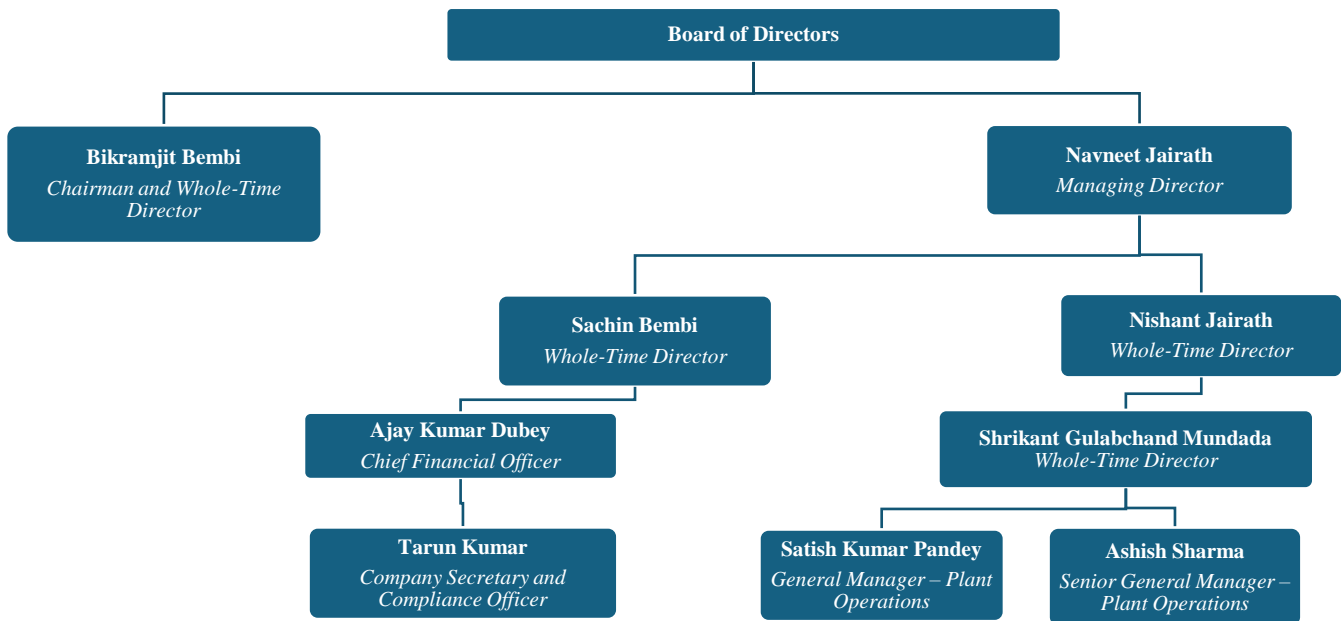 Board of Directors
Bikramjit Bembi
Chairman and Whole-Time
Director
Navneet Jairath
Managing Director
Sachin Bembi
Whole-Time Director
Nishant Jairath
Whole-Time Director
Ajay Kumar Dubey
Chief Financial Officer
Shrikant Gulabchand Mundada
Whole-Time Director
Tarun Kumar
Company Secretary and
Compliance Officer
Satish Kumar Pandey
General Manager – Plant
Operations
Ashish Sharma
Senior General Manager –
Plant Operations